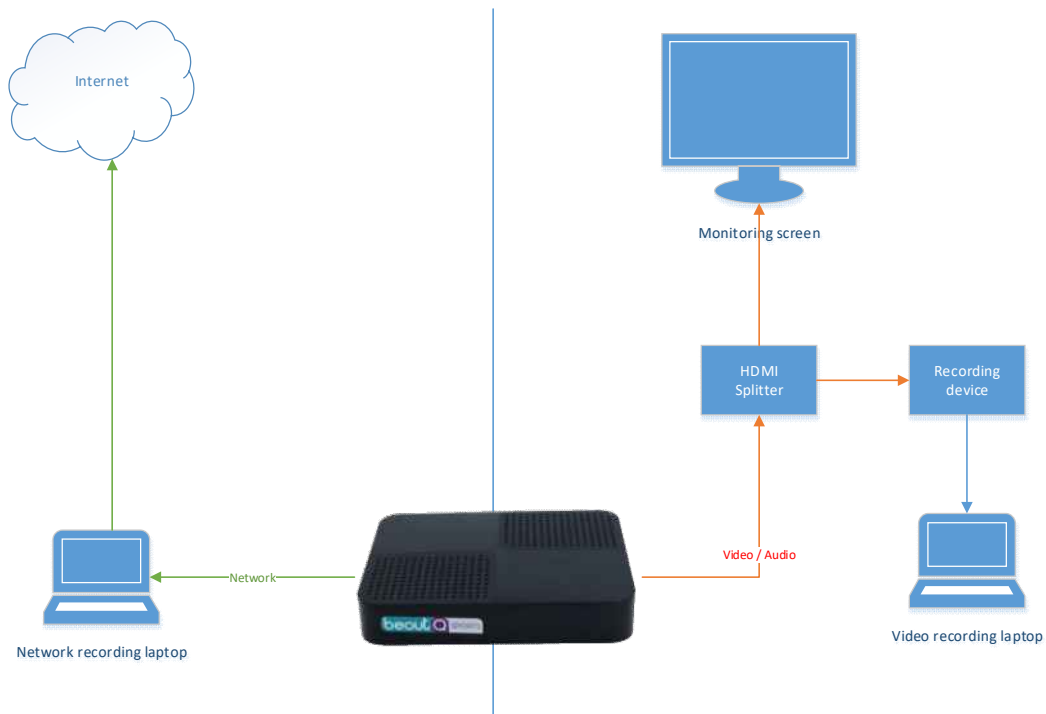 Internet
Monitoring screen
HDMI
Splitter
Recording
device
Video / Audio
Network
beoutQ
Network recording laptop
Video recording laptop